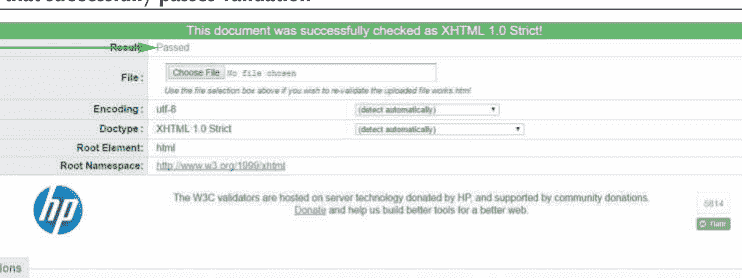 that successfully passes validation
This document was successfully checked as XHTML 1.0 Strict!
Result: Passed
File: Choose File No file chosen
Use the file selection box above if you wish to re-validate the uploaded file works.html
Encoding: utf-8 (detect automatically)
Doctype: XHTML 1.0 Strict (detect automatically)
Root Element: html
Root Namespace: http://www.w3.org/1999/xhtml
hp
The W3C validators are hosted on server technology donated by HP, and supported by community donations.
Donate and help us build better tools for a better web.
5814
Flattr
ions